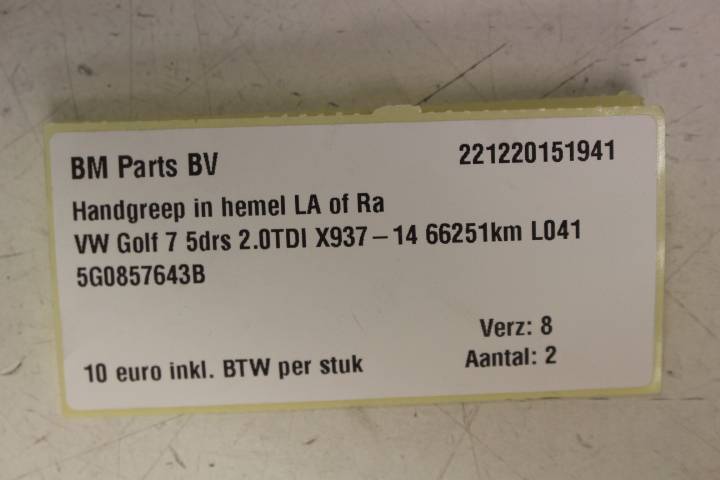 BM Parts BV 221220151941
Handgreep in hemel LA of Ra
VW Golf 7 5drs 2.0TDI X937-14 66251km L041
5G0857643B
Verz: 8
10 euro inkl. BTW per stuk Aantal: 2